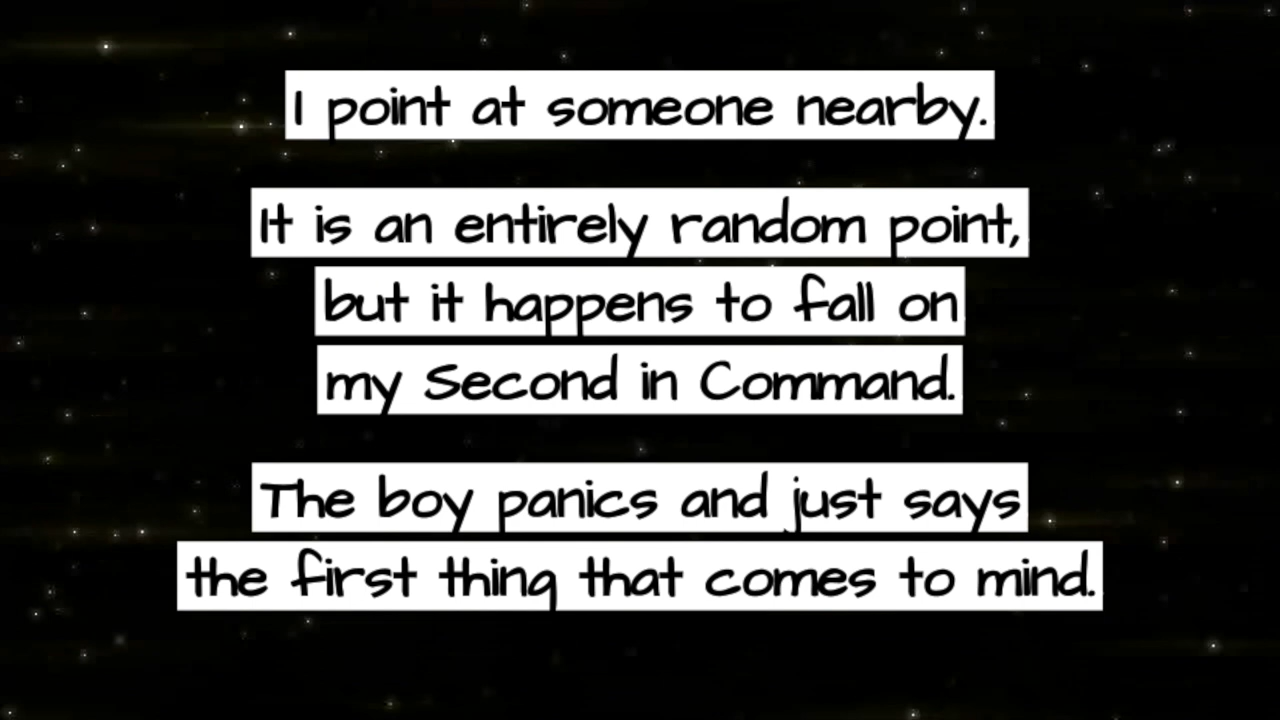 I point at someone nearby.
It is an entirely random point,
but it happens to fall on
my Second in Command.
The boy panics and just says
the first thing that comes to mind.